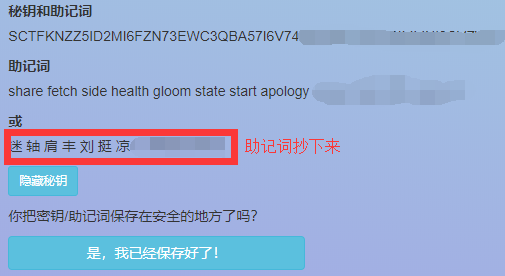 秘钥和助记词
SCTFKNZZ5ID2MI6FZN73EWC3QBA57I6V74
助记词
share fetch side health gloom state start apology
或
迷 轴 肩 丰 刘 挺 凉
助记词抄下来
隐藏秘钥
你把密钥/助记词保存在安全的地方了吗?
是，我已经保存好了！